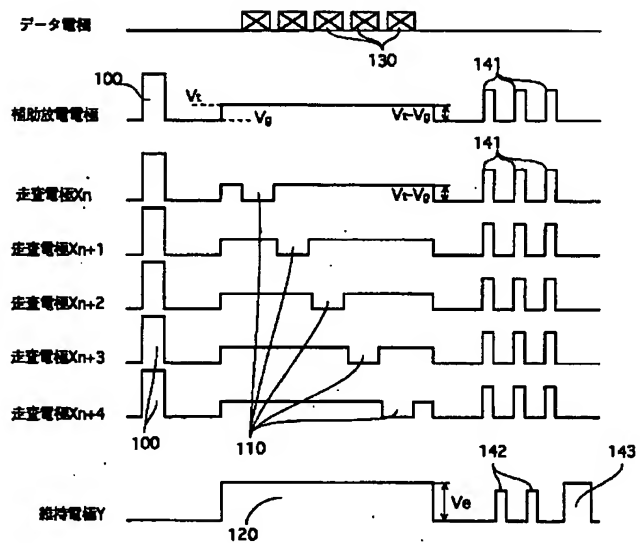 データ電極
130
100
Vt
Vg
Vt-Vg
141
補助放電電極
141
走査電極Xn
Vt-Vg
走査電極Xn+1
走査電極Xn+2
走査電極Xn+3
走査電極Xn+4
100
110
142
143
維持電極Y
120
Ve